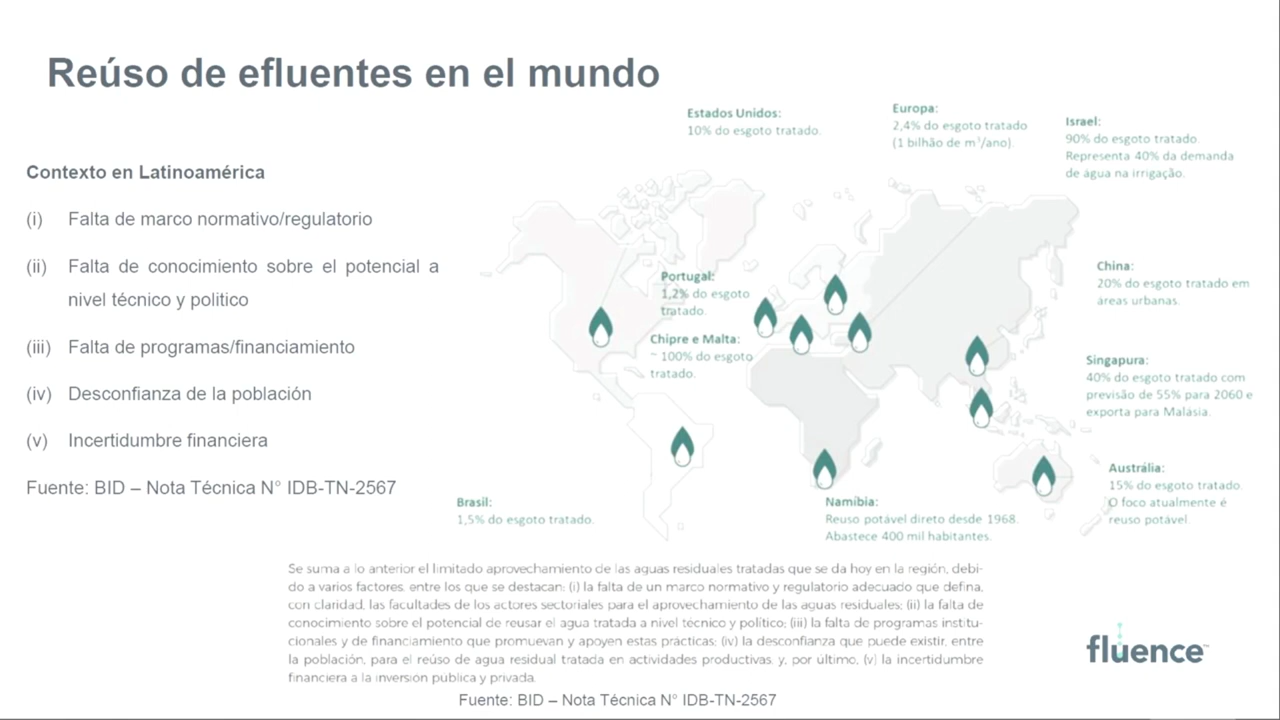 Reúso de efluentes en el mundo
Contexto en Latinoamérica
(i) Falta de marco normativo/regulatorio
(ii) Falta de conocimiento sobre el potencial a
nivel técnico y politico
(iii) Falta de programas/financiamiento
(iv) Desconfianza de la población
(v) Incertidumbre financiera
Fuente: BID – Nota Técnica N° IDB-TN-2567
Estados Unidos:
10% do esgoto tratado.
Europa:
2,4% do esgoto tratado
(1 bilhão de m³/ano).
Israel:
90% do esgoto tratado.
Representa 40% da demanda
de água na irrigação.
Portugal:
1,2% do esgoto
tratado.
Chipre e Malta:
~ 100% do esgoto
tratado.
China:
20% do esgoto tratado em
áreas urbanas.
Singapura:
40% do esgoto tratado com
previsão de 55% para 2060 e
exporta para Malásia.
Austrália:
15% do esgoto tratado.
O foco atualmente é
reuso potável.
Brasil:
1,5% do esgoto tratado.
Namíbia:
Reuso potável direto desde 1968.
Abastece 400 mil habitantes.
Se suma a lo anterior el limitado aprovechamiento de las aguas residuales tratadas que se da hoy en la región, debi-
do a varios factores, entre los que se destacan: (i) la falta de un marco normativo y regulatorio adecuado que defina,
con claridad, las facultades de los actores sectoriales para el aprovechamiento de las aguas residuales; (ii) la falta de
conocimiento sobre el potencial de reusar el agua tratada a nivel técnico y político; (iii) la falta de programas institu-
cionales y de financiamiento que promuevan y apoyen estas prácticas; (iv) la desconfianza que puede existir, entre
la población, para el reúso de agua residual tratada en actividades productivas, y, por último, (v) la incertidumbre
financiera a la inversión publica y privada.
Fuente: BID – Nota Técnica N° IDB-TN-2567
fluence™